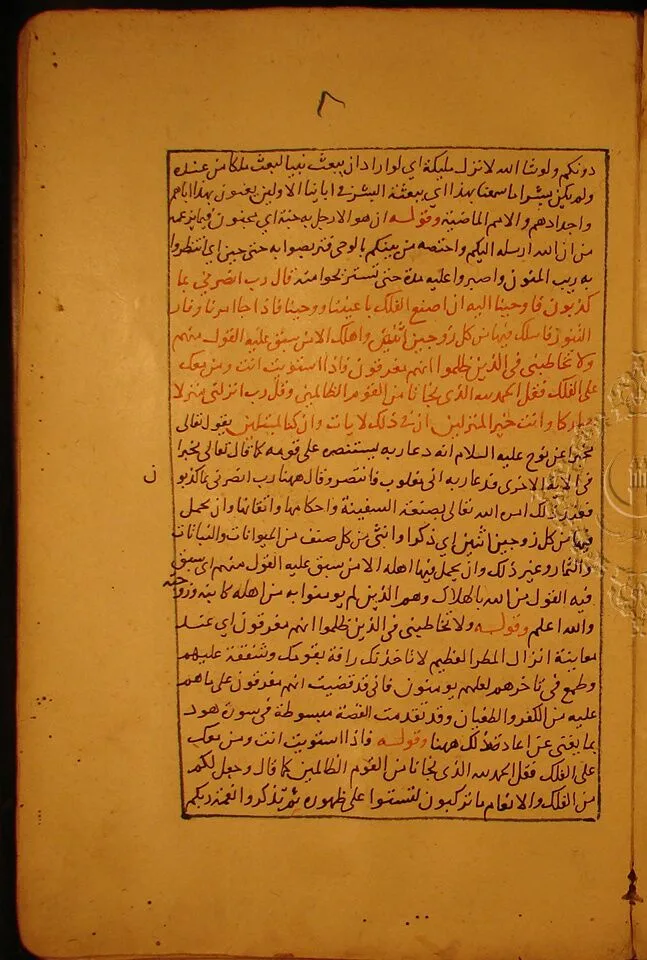 ٨
دونكم ولوشا الله لانزل مليكة اي لو اراد ان يبعث نبيا لبعث ملكا من عنده
ولم يكن بشرا ما سمعنا بهذا اي ببعثة البشر في ابائنا الاولين يعنون بهذا اباهم
واجدادهم والامم الماضية وقوله ان هو الا رجل به جنة اي مجنون فيما يزعمه
من ان الله ارسله اليكم واختصه من بينكم بالوحي فتربصوا به حتى حين اي انتظروا
به ريب المنون واصبروا عليه مدة حتى تستريحوا منه قال رب انصرني بما
كذبون فاوحينا اليه ان اصنع الفلك باعيننا ووحينا فاذا جا امرنا وفار
التنور فاسلك فيها من كل زوجين اثنين واهلك الا من سبق عليه القول منهم
ولا تخاطبني في الذين ظلموا انهم مغرقون فاذا استويت انت ومن معك
على الفلك فقل الحمد لله الذي نجانا من القوم الظالمين وقل رب انزلني منزلا
مباركا وانت خير المنزلين ان في ذلك لايات وان كنا لمبتلين يقول تعالى
مخبرا عن نوح عليه السلام انه دعا ربه يستنصره على قومه كما قال تعالى مخبرا
في الاية الاخرى فدعا ربه اني مغلوب فانتصر وقال ههنا رب انصرني بما كذبو
ن
فعند ذلك امره الله تعالى بصنعة السفينة واحكامها واتقانها وان يحمل
فيها من كل زوجين اثنين اي ذكرا وانثى من كل صنف من الحيوانات والنباتات
والثمار وغير ذلك وان يحمل فيها اهله الا من سبق عليه القول منهم اي سبق
فيه القول من الله بالهلاك وهم الذين لم يومنوا به من اهله كابنه وزوجته
والله اعلم وقوله ولا تخاطبني في الذين ظلموا انهم مغرقون اي عند
معاينة انزال المطر العظيم لا تاخذنك رافة بقومك وشفقة عليهم
وطمع في تاخرهم لعلهم يومنون فاني قد قضيت انهم مغرقون على ما هم
عليه من الكفر والطغيان وقد تقدمت القصة مبسوطة في سورة هود
بما يغني عن اعادة ذلك ههنا وقوله فاذا استويت انت ومن معك
على الفلك فقل الحمد لله الذي نجانا من القوم الظالمين كما قال وجعل لكم
من الفلك والانعام ما تركبون لتستوا على ظهوره ثم تذكروا نعمة ربكم